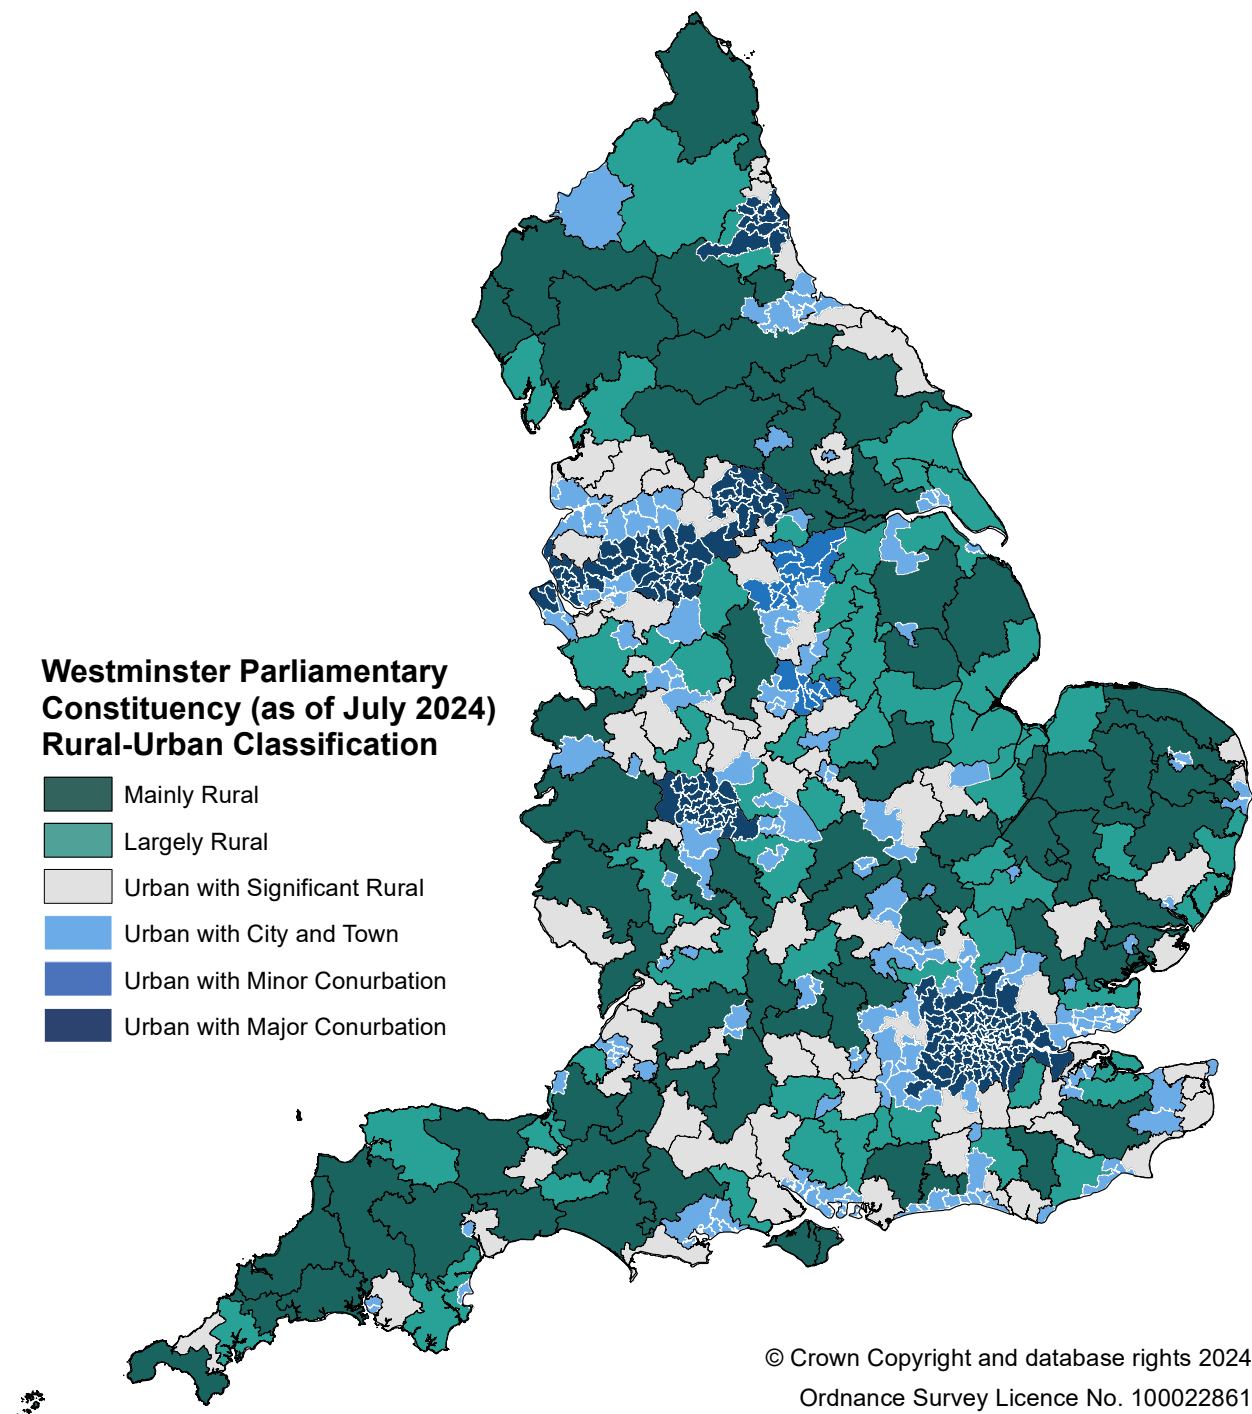 Westminster Parliamentary
Constituency (as of July 2024)
Rural-Urban Classification
Mainly Rural
Largely Rural
Urban with Significant Rural
Urban with City and Town
Urban with Minor Conurbation
Urban with Major Conurbation
© Crown Copyright and database rights 2024
Ordnance Survey Licence No. 100022861